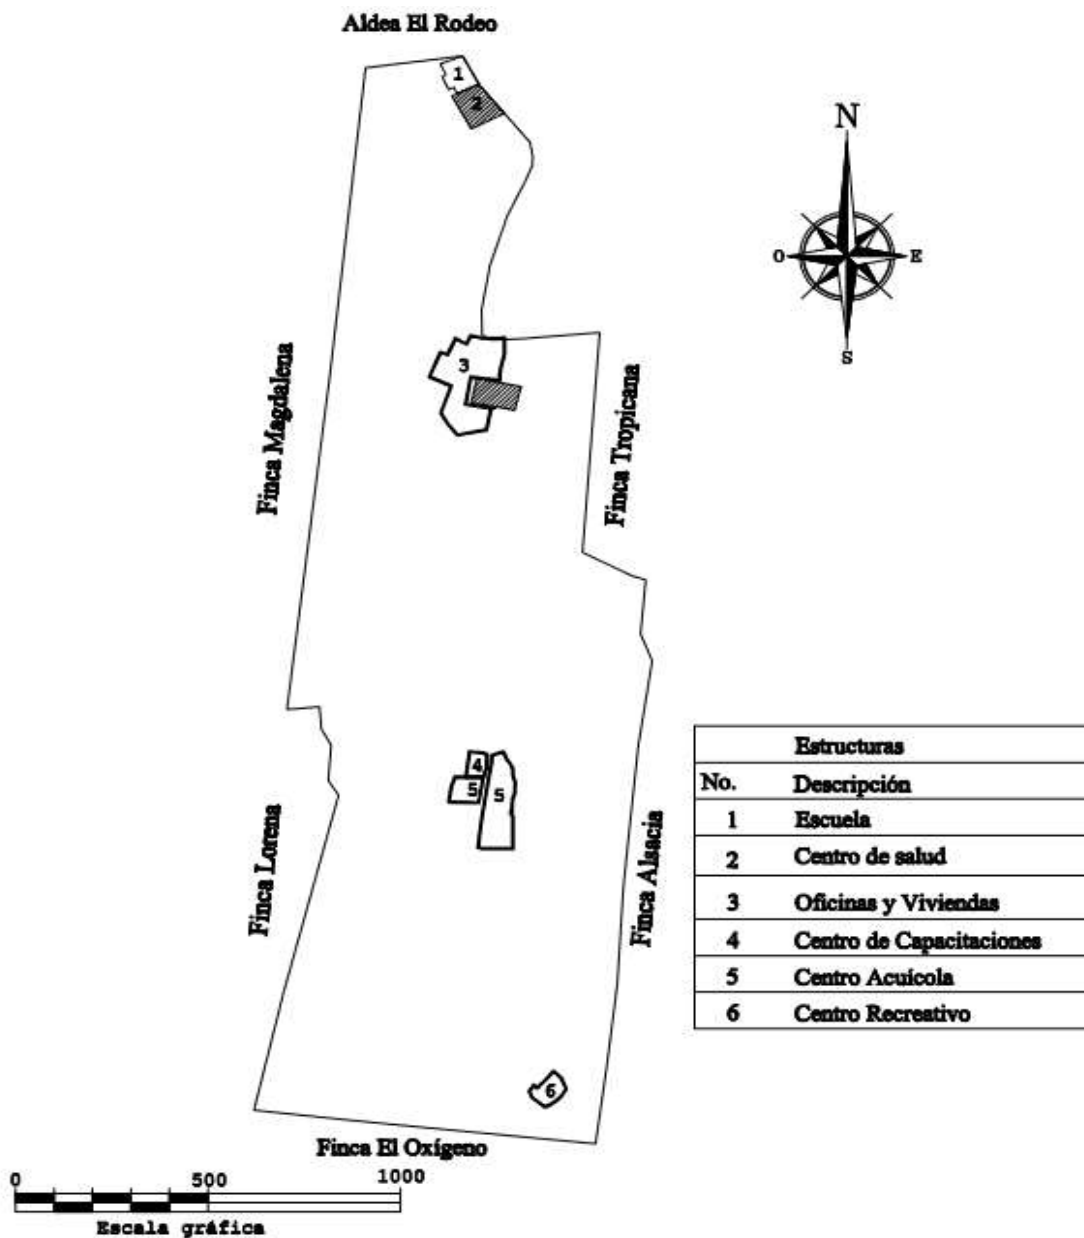 Aldea El Rodeo
1
2
N
O
E
S
3
Finca Magdalena
Finca Tropicana
4
5
5
Finca Lorena
Finca Alsacia
Estructuras
No. Descripción
1 Escuela
2 Centro de salud
3 Oficinas y Viviendas
4 Centro de Capacitaciones
5 Centro Acuícola
6 Centro Recreativo
6
Finca El Oxígeno
0 500 1000
Escala gráfica